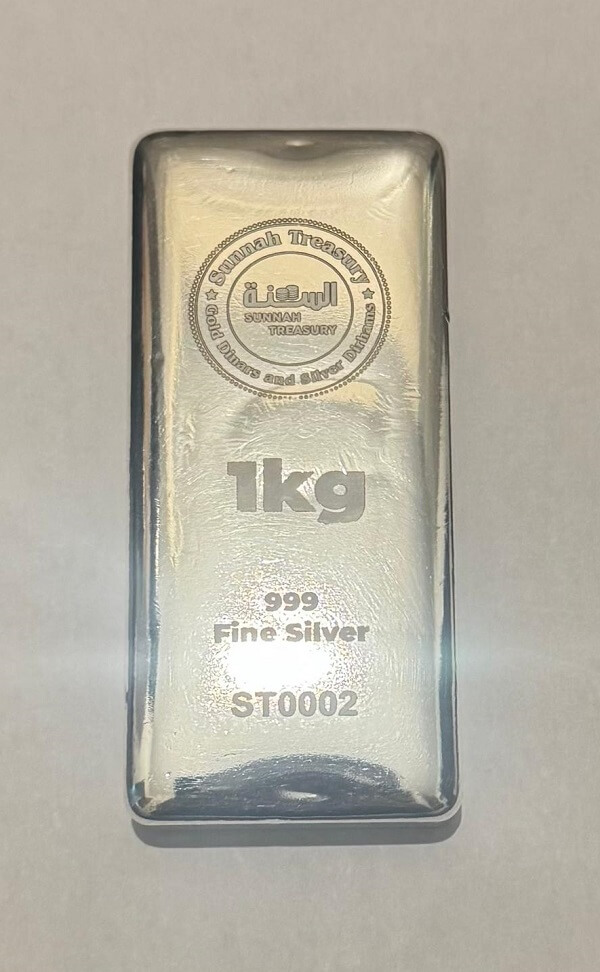 Sunnah Treasury
السنة
SUNNAH
TREASURY
Gold Dinars and Silver Dirhams
1kg
999
Fine Silver
ST0002